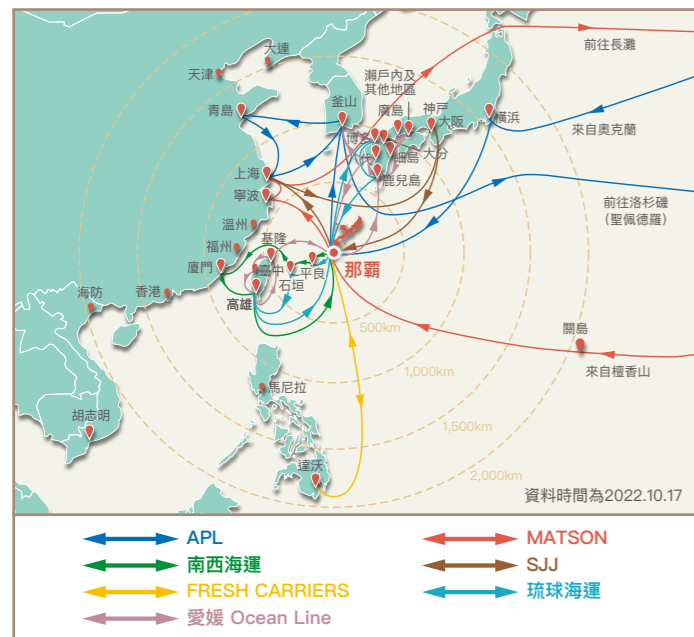 前往長灘
大連
天津
瀨戶內及
其他地區
釜山
廣島
神戶
青島
橫濱
大阪
博多
來自奧克蘭
大分
細島
八代
上海
鹿兒島
寧波
前往洛杉磯
(聖佩德羅)
溫州
基隆
福州
那霸
廈門
臺中
平良
石垣
香港
海防
高雄
500km
關島
1,000km
來自檀香山
馬尼拉
胡志明
1,500km
達沃
2,000km
資料時間為2022.10.17
APL
MATSON
南西海運
SJJ
FRESH CARRIERS
琉球海運
愛媛 Ocean Line